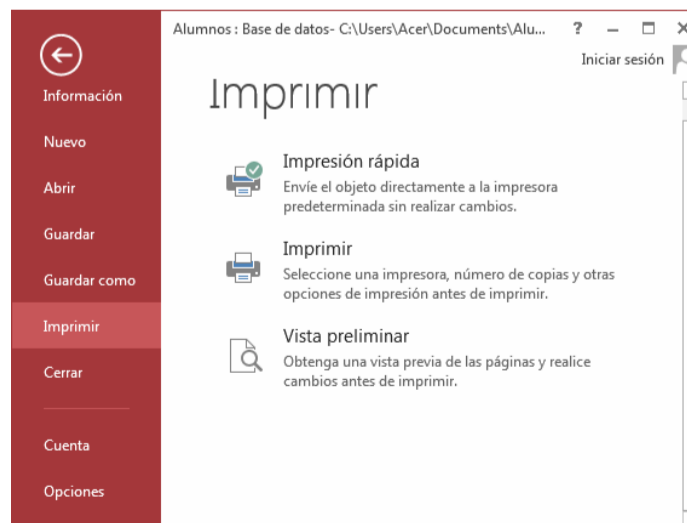 Alumnos : Base de datos- C:\Users\Acer\Documents\Alu... ?
Iniciar sesión
Información
Nuevo
Abrir
Guardar
Guardar como
Imprimir
Cerrar
Cuenta
Opciones
Imprimir
Impresión rápida
Envíe el objeto directamente a la impresora
predeterminada sin realizar cambios.
Imprimir
Seleccione una impresora, número de copias y otras
opciones de impresión antes de imprimir.
Vista preliminar
Obtenga una vista previa de las páginas y realice
cambios antes de imprimir.